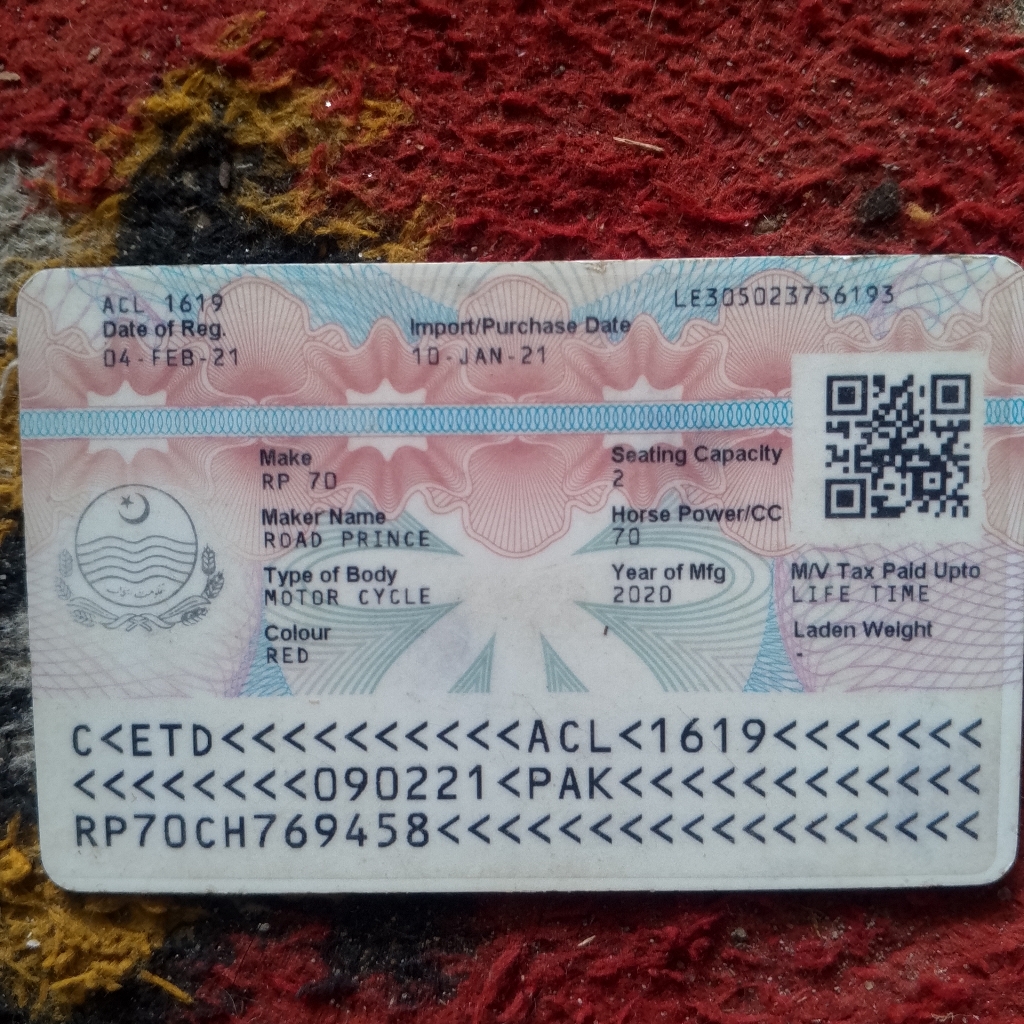 ACL 1619
LE305023756193
Date of Reg.
Import/Purchase Date
04-FEB-21
10-JAN-21
Make
RP 70
Seating Capacity
2
Maker Name
ROAD PRINCE
Horse Power/CC
70
Type of Body
MOTOR CYCLE
Year of Mfg
2020
M/V Tax Paid Upto
LIFE TIME
Colour
RED
Laden Weight
-
C<ETD<<<<<<<<<<ACL<1619<<<<<<<
<<<<<<<<090221<PAK<<<<<<<<<<<<
RP70CH769458<<<<<<<<<<<<<<<<<<